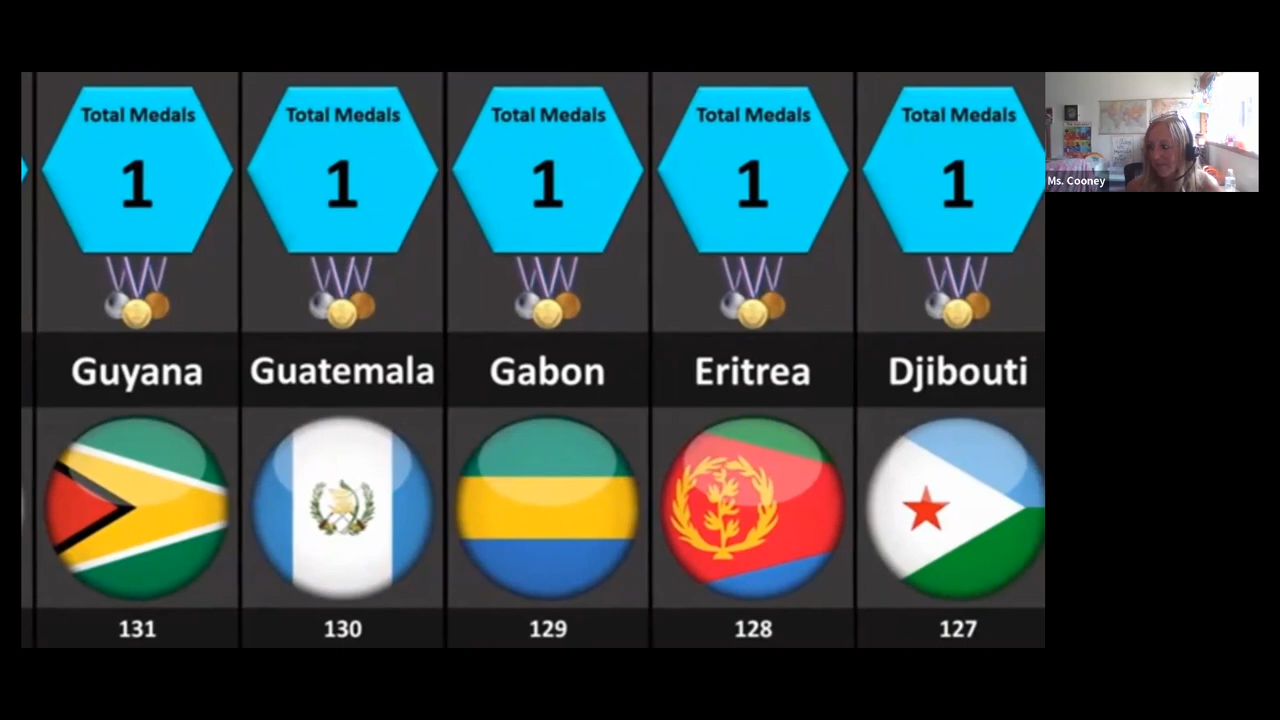 Total Medals
1
Guyana
131
Total Medals
1
Guatemala
130
Total Medals
1
Gabon
129
Total Medals
1
Eritrea
128
Total Medals
1
Djibouti
127
Ms. Cooney